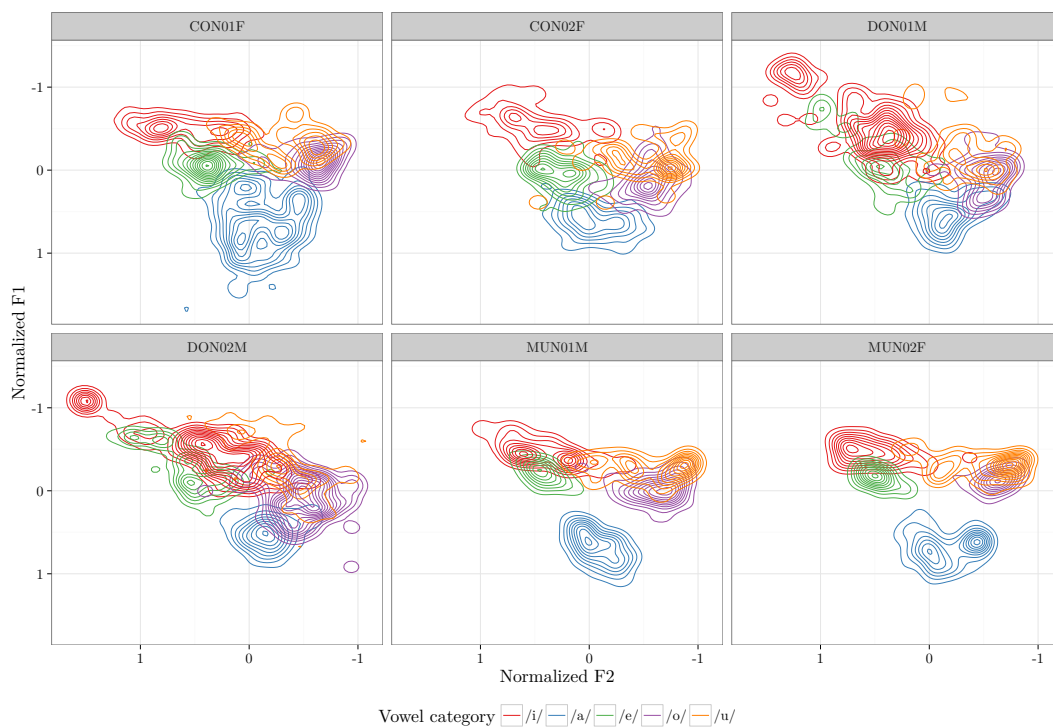 CON01F
CON02F
DON01M
-1
0
1
Normalized F1
DON02M
MUN01M
MUN02F
-1
0
1
1
0
-1
1
0
-1
1
0
-1
Normalized F2
Vowel category /i/ /a/ /e/ /o/ /u/